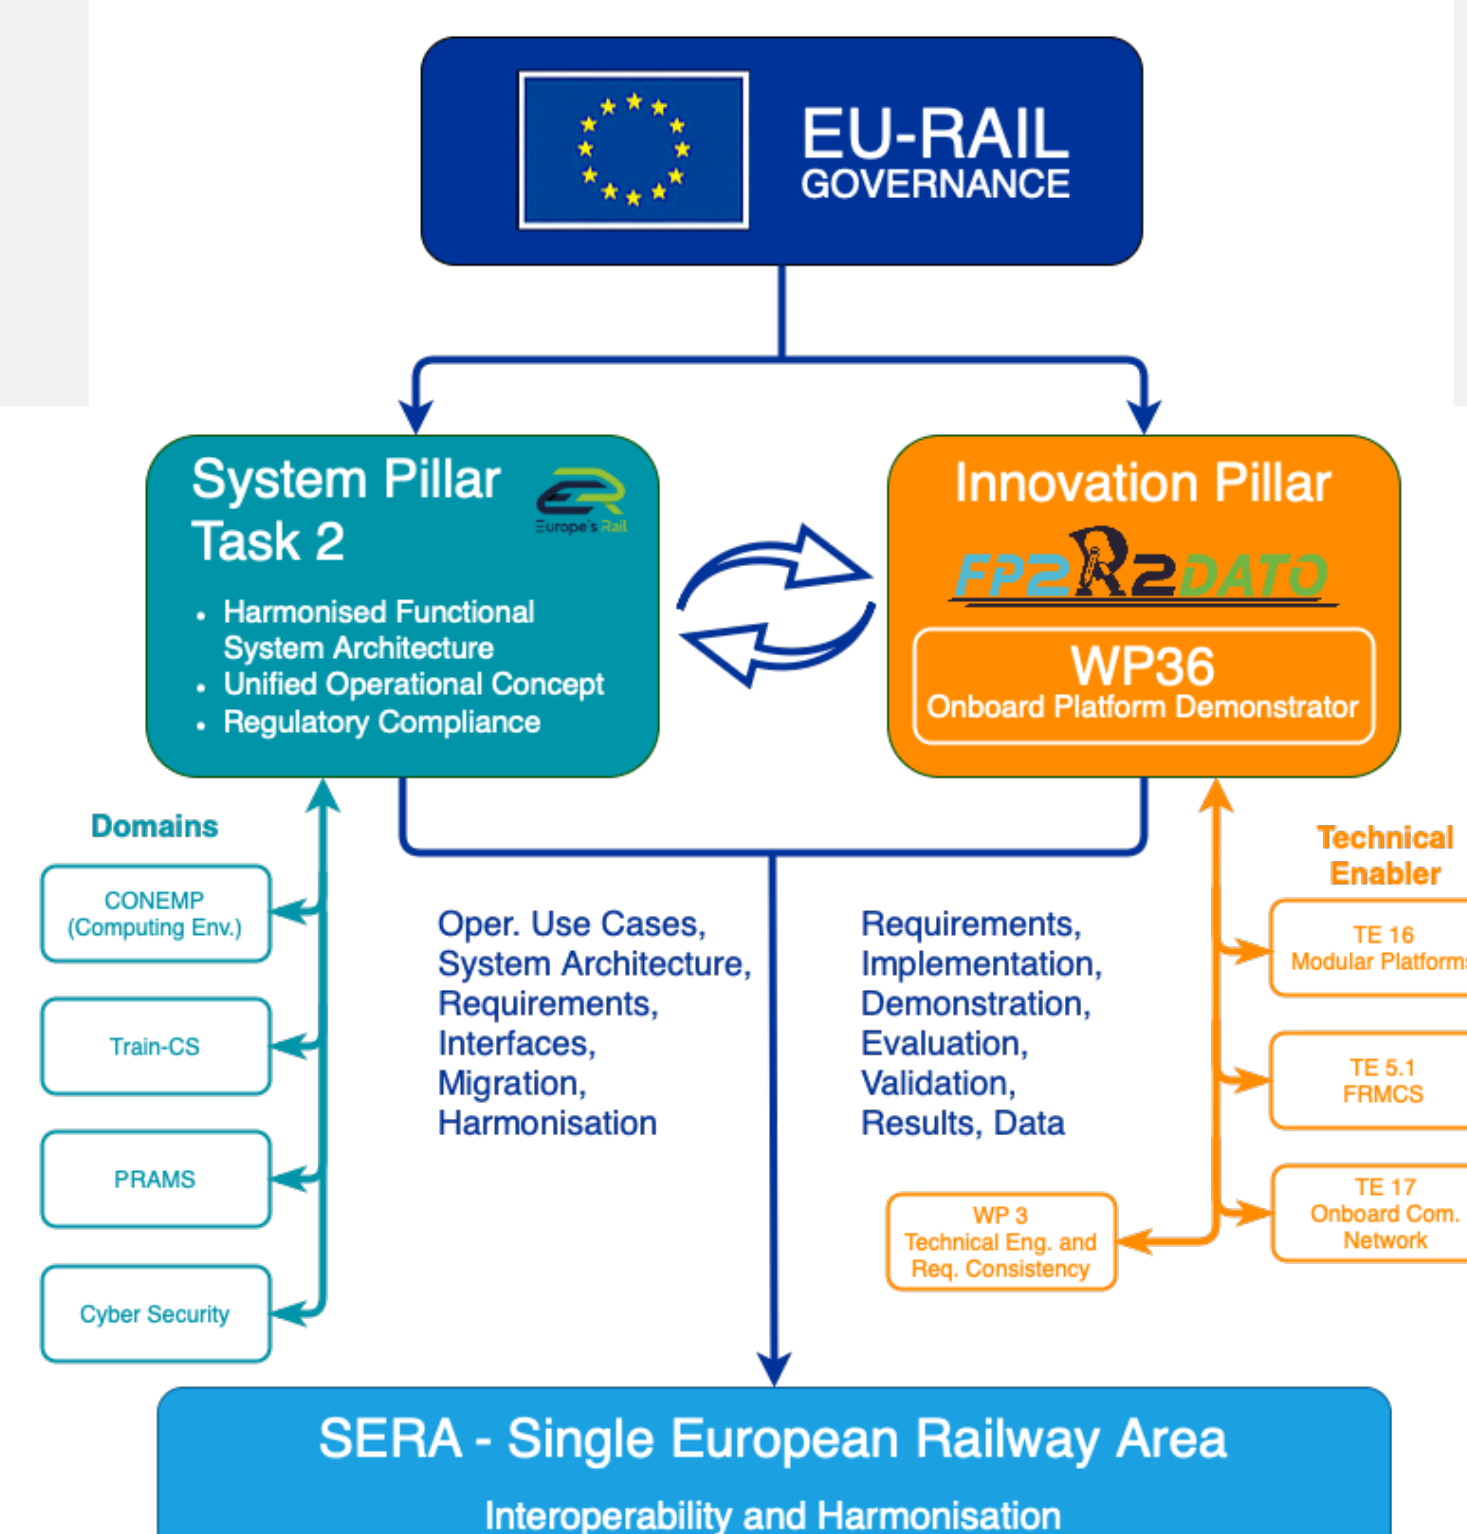 EU-RAIL
GOVERNANCE
System Pillar
Task 2
Europe's Rail
• Harmonised Functional
System Architecture
• Unified Operational Concept
• Regulatory Compliance
Innovation Pillar
FP2R2DATO
WP36
Onboard Platform Demonstrator
Domains
CONEMP
(Computing Env.)
Train-CS
PRAMS
Cyber Security
Oper. Use Cases,
System Architecture,
Requirements,
Interfaces,
Migration,
Harmonisation
Requirements,
Implementation,
Demonstration,
Evaluation,
Validation,
Results, Data
Technical
Enabler
TE 16
Modular Platforms
TE 5.1
FRMCS
TE 17
Onboard Com.
Network
WP 3
Technical Eng. and
Req. Consistency
SERA - Single European Railway Area
Interoperability and Harmonisation